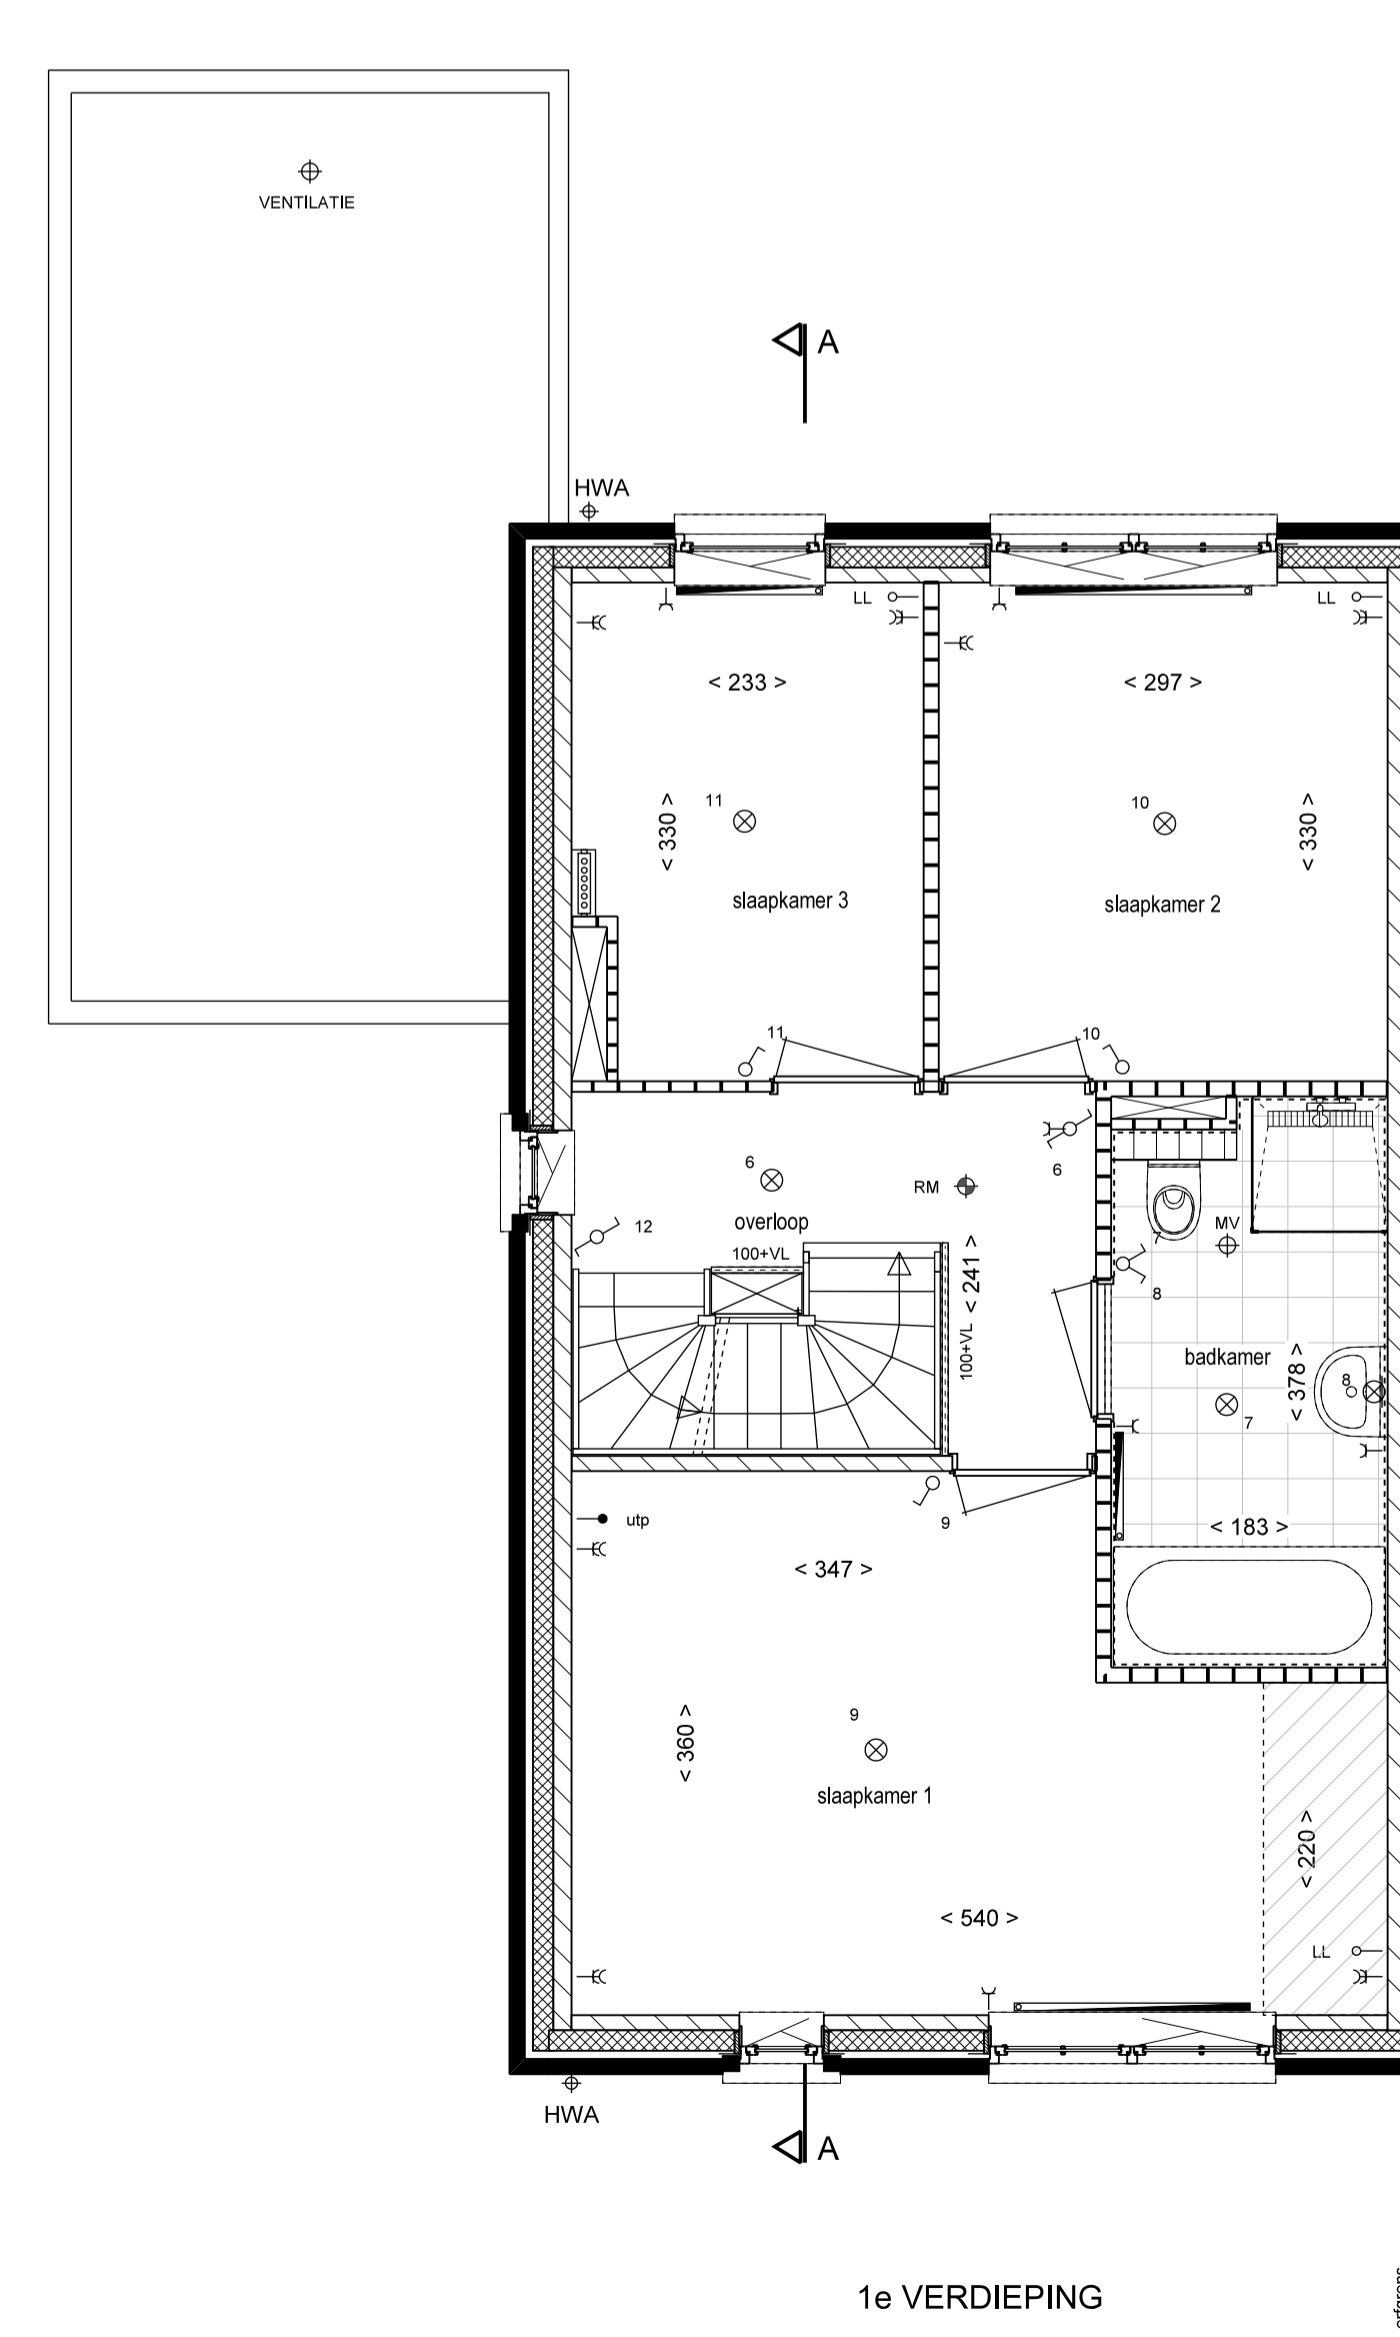 VENTILATIE
A
HWA
LL
LL
< 233 >
< 297 >
11
10
< 330 >
< 330 >
slaapkamer 3
slaapkamer 2
11
10
6
6
RM
12
overloop
MV
7
100+VL
8
100+VL < 241 >
badkamer
< 378 >
8
7
9
utp
< 183 >
< 347 >
9
< 360 >
slaapkamer 1
< 220 >
< 540 >
LL
HWA
A
1e VERDIEPING